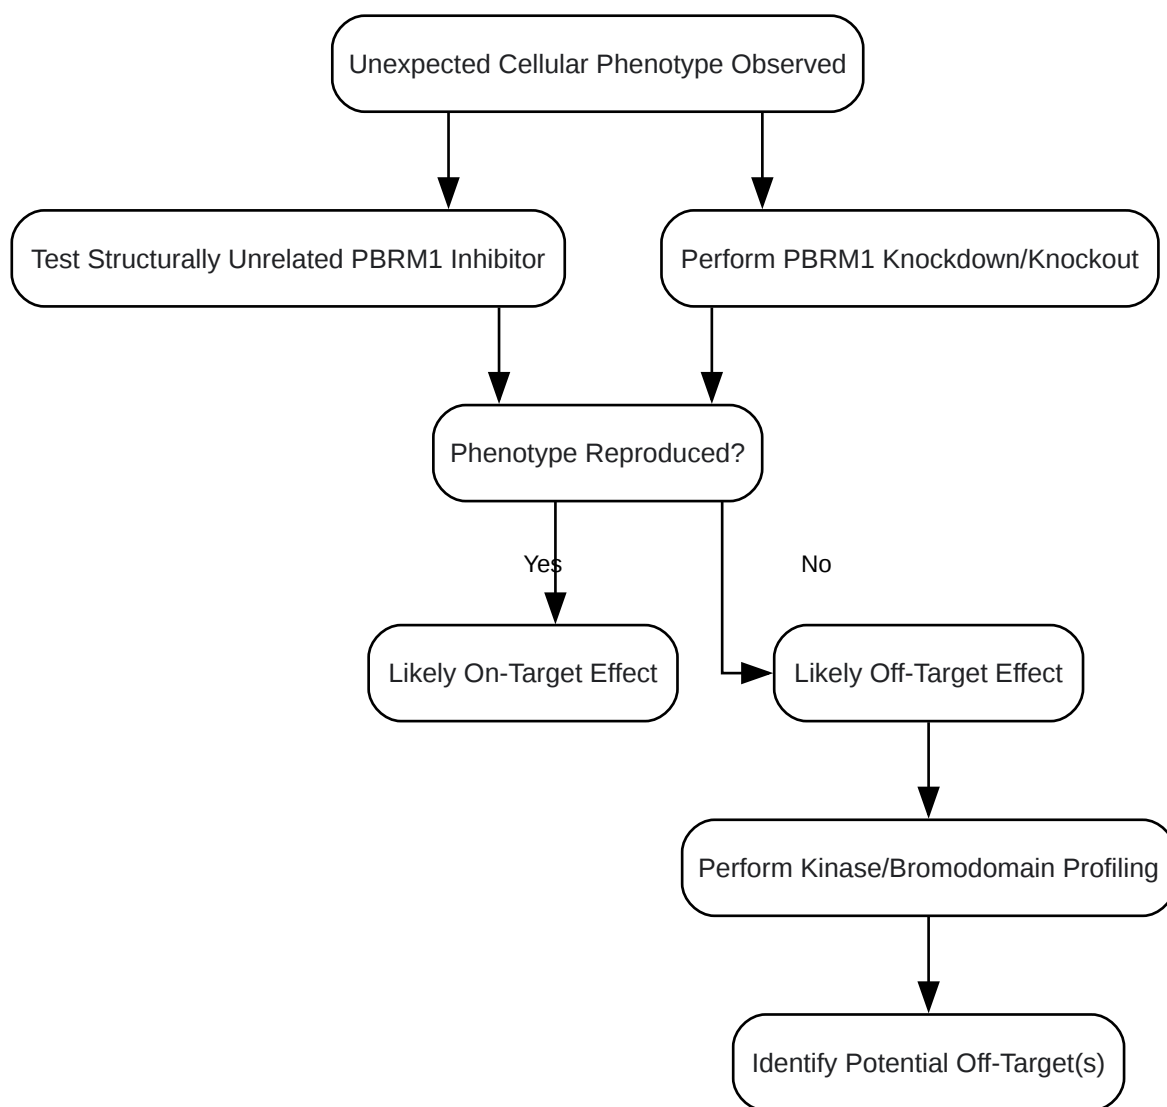 Unexpected Cellular Phenotype Observed
Test Structurally Unrelated PBRM1 Inhibitor
Perform PBRM1 Knockdown/Knockout
Phenotype Reproduced?
Yes
No
Likely On-Target Effect
Likely Off-Target Effect
Perform Kinase/Bromodomain Profiling
Identify Potential Off-Target(s)